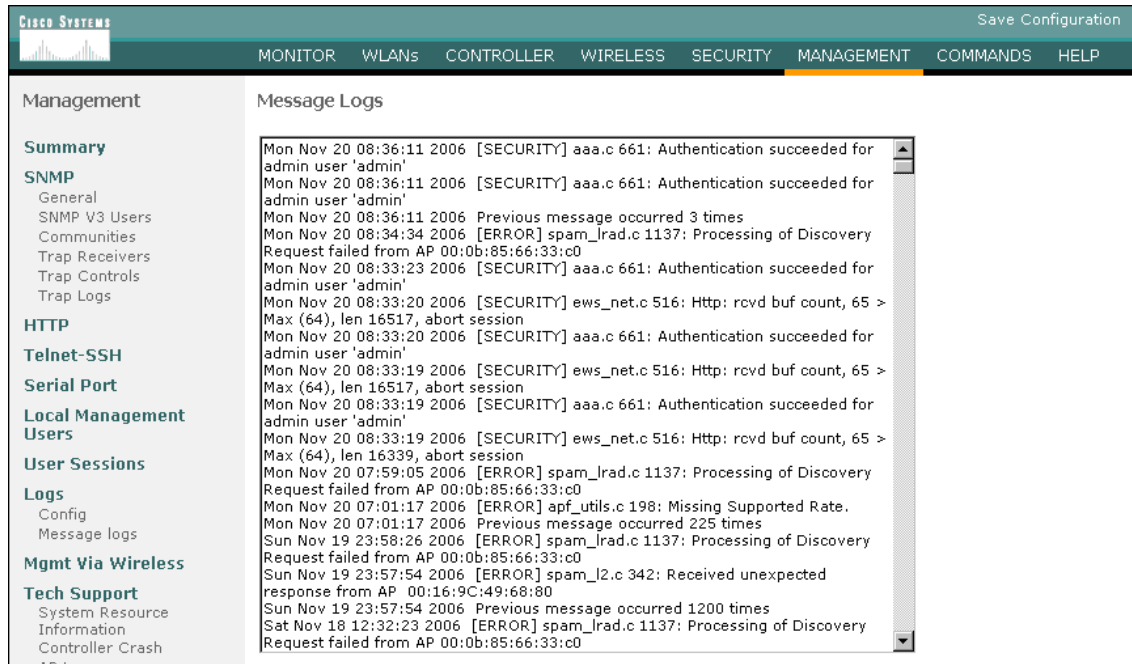 CISCO SYSTEMS
Save Configuration
MONITOR WLANs CONTROLLER WIRELESS SECURITY MANAGEMENT COMMANDS HELP
Management
Summary
SNMP
General
SNMP V3 Users
Communities
Trap Receivers
Trap Controls
Trap Logs
HTTP
Telnet-SSH
Serial Port
Local Management
Users
User Sessions
Logs
Config
Message logs
Mgmt Via Wireless
Tech Support
System Resource
Information
Controller Crash
Message Logs
Mon Nov 20 08:36:11 2006 [SECURITY] aaa.c 661: Authentication succeeded for
admin user 'admin'
Mon Nov 20 08:36:11 2006 [SECURITY] aaa.c 661: Authentication succeeded for
admin user 'admin'
Mon Nov 20 08:36:11 2006 Previous message occurred 3 times
Mon Nov 20 08:34:34 2006 [ERROR] spam_lrad.c 1137: Processing of Discovery
Request failed from AP 00:0b:85:66:33:c0
Mon Nov 20 08:33:23 2006 [SECURITY] aaa.c 661: Authentication succeeded for
admin user 'admin'
Mon Nov 20 08:33:20 2006 [SECURITY] ews_net.c 516: Http: rcvd buf count, 65 >
Max (64), len 16517, abort session
Mon Nov 20 08:33:20 2006 [SECURITY] aaa.c 661: Authentication succeeded for
admin user 'admin'
Mon Nov 20 08:33:19 2006 [SECURITY] ews_net.c 516: Http: rcvd buf count, 65 >
Max (64), len 16517, abort session
Mon Nov 20 08:33:19 2006 [SECURITY] aaa.c 661: Authentication succeeded for
admin user 'admin'
Mon Nov 20 08:33:19 2006 [SECURITY] ews_net.c 516: Http: rcvd buf count, 65 >
Max (64), len 16339, abort session
Mon Nov 20 07:59:05 2006 [ERROR] spam_lrad.c 1137: Processing of Discovery
Request failed from AP 00:0b:85:66:33:c0
Mon Nov 20 07:01:17 2006 [ERROR] apf_utils.c 198: Missing Supported Rate.
Mon Nov 20 07:01:17 2006 Previous message occurred 225 times
Sun Nov 19 23:58:26 2006 [ERROR] spam_lrad.c 1137: Processing of Discovery
Request failed from AP 00:0b:85:66:33:c0
Sun Nov 19 23:57:54 2006 [ERROR] spam_l2.c 342: Received unexpected
response from AP 00:16:9C:49:68:80
Sun Nov 19 23:57:54 2006 Previous message occurred 1200 times
Sat Nov 18 12:32:23 2006 [ERROR] spam_lrad.c 1137: Processing of Discovery
Request failed from AP 00:0b:85:66:33:c0